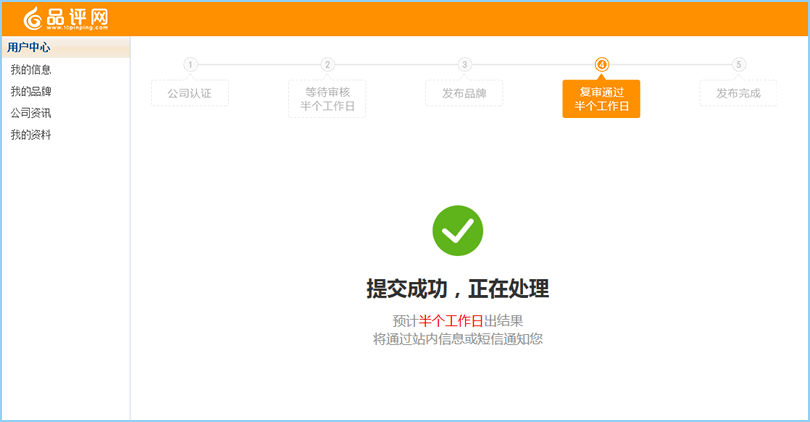 品评网
用户中心
我的信息
我的品牌
公司资讯
我的资料
1
公司认证
2
等待审核
半个工作日
3
发布品牌
4
复审通过
半个工作日
5
发布完成
提交成功，正在处理
预计半个工作日出结果
将通过站内信息或短信通知您